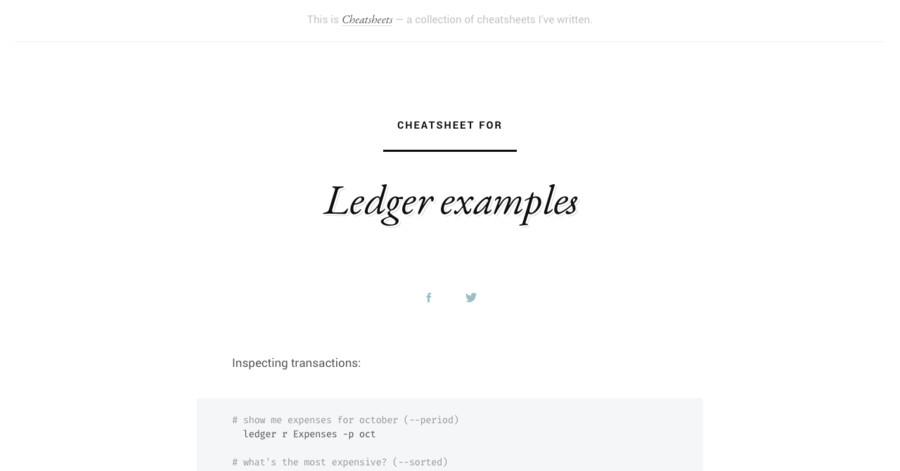 This is Cheatsheets — a collection of cheatsheets I've written.
CHEATSHEET FOR
Ledger examples
Inspecting transactions:
# show me expenses for october (--period)
ledger r Expenses -p oct
# what's the most expensive? (--sorted)